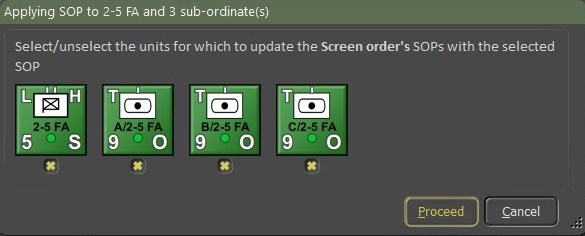 Applying SOP to 2-5 FA and 3 sub-ordinate(s)
Select/unselect the units for which to update the Screen order's SOPs with the selected
SOP
L H T T T
2-5 FA A/2-5 FA B/2-5 FA C/2-5 FA
5 S 9 O 9 O 9 O
Proceed Cancel